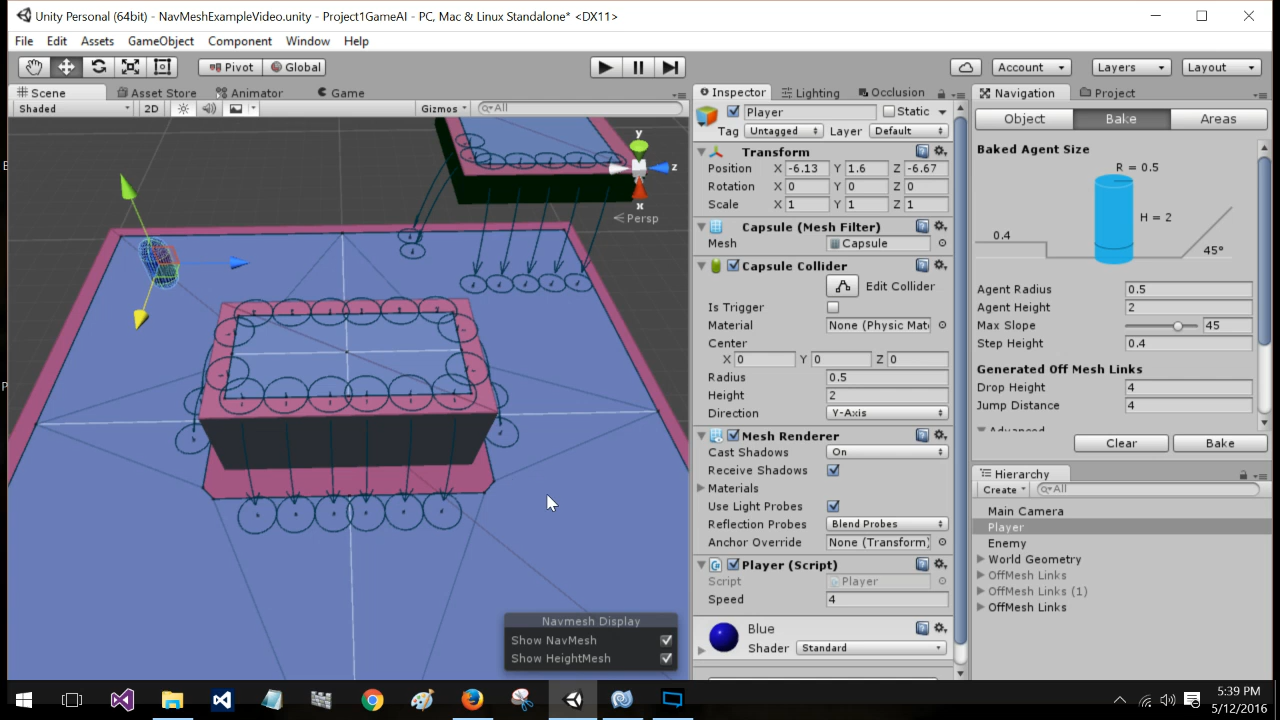 Unity Personal (64bit) - NavMeshExampleVideo.unity - Project1GameAI - PC, Mac & Linux Standalone* <DX11>
File Edit Assets GameObject Component Window Help
Pivot Global Account Layers Layout
Scene Asset Store Animator Game
Shaded 2D Gizmos All
y
z
x
Persp
Navmesh Display
Show NavMesh
Show HeightMesh
Inspector Lighting Occlusion
Player Static
Tag Untagged Layer Default
Transform
Position X -6.13 Y 1.6 Z -6.67
Rotation X 0 Y 0 Z 0
Scale X 1 Y 1 Z 1
Capsule (Mesh Filter)
Mesh Capsule
Capsule Collider
Edit Collider
Is Trigger
Material None (Physic Mat
Center
X 0 Y 0 Z 0
Radius 0.5
Height 2
Direction Y-Axis
Mesh Renderer
Cast Shadows On
Receive Shadows
Materials
Use Light Probes
Reflection Probes Blend Probes
Anchor Override None (Transform)
Player (Script)
Script Player
Speed 4
Blue
Shader Standard
Navigation Project
Object Bake Areas
Baked Agent Size
R = 0.5
H = 2
0.4
45°
Agent Radius 0.5
Agent Height 2
Max Slope 45
Step Height 0.4
Generated Off Mesh Links
Drop Height 4
Jump Distance 4
Advanced
Clear Bake
Hierarchy
Create All
Main Camera
Player
Enemy
World Geometry
OffMesh Links
OffMesh Links (1)
OffMesh Links
5:39 PM
5/12/2016